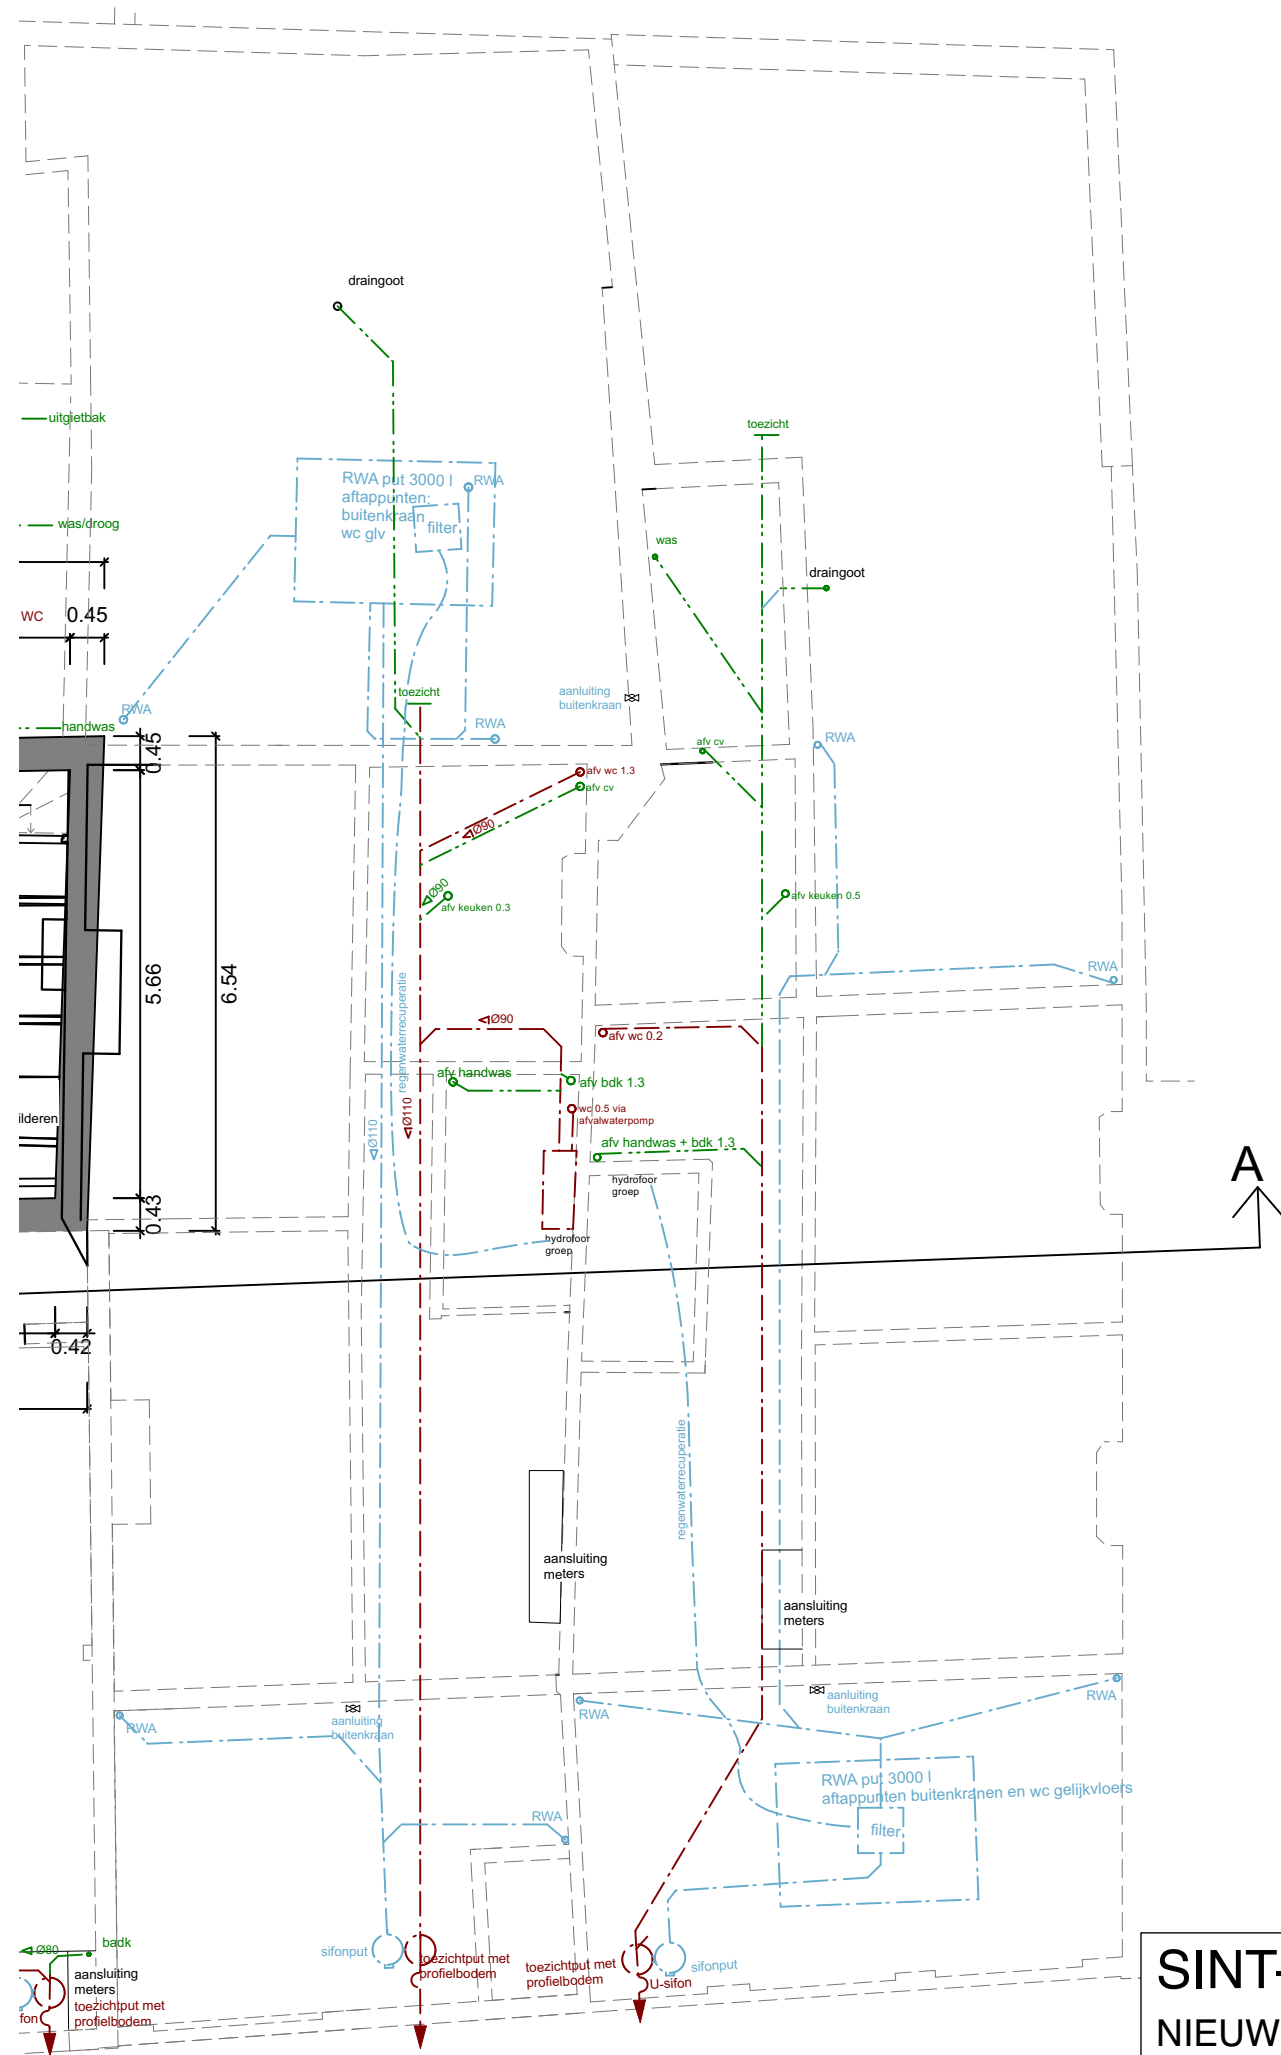 draingoot
uitgietbak
toezicht
RWA put 3000 l
aftappunten:
buitenkraan
wc glv
filter
RWA
was/droog
was
draingoot
WC
0.45
toezicht
aanluiting
buitenkraan
RWA
RWA
RWA
handwas
0.45
afv cv
afv wc 1.3
afv cv
Ø90
Ø90
afv keuken 0.3
afv keuken 0.5
5.66
6.54
RWA
regenwaterrecuperatie
Ø90
afv wc 0.2
afv handwas
afv bdk 1.3
wc 0.5 via
afvalwaterpomp
Ø110
Ø110
ilderen
afv handwas + bdk 1.3
hydrofoor
groep
A
0.43
hydrofoor
groep
0.42
regenwaterrecuperatie
aansluiting
meters
aansluiting
meters
RWA
aanluiting
buitenkraan
RWA
aanluiting
buitenkraan
RWA
RWA put 3000 l
aftappunten buitenkranen en wc gelijkvloers
filter
RWA
badk
Ø80
sifonput
toezichtput met
profielbodem
toezichtput met
profielbodem
U-sifon
sifonput
aansluiting
meters
toezichtput met
profielbodem
fon
SINT-
NIEUW